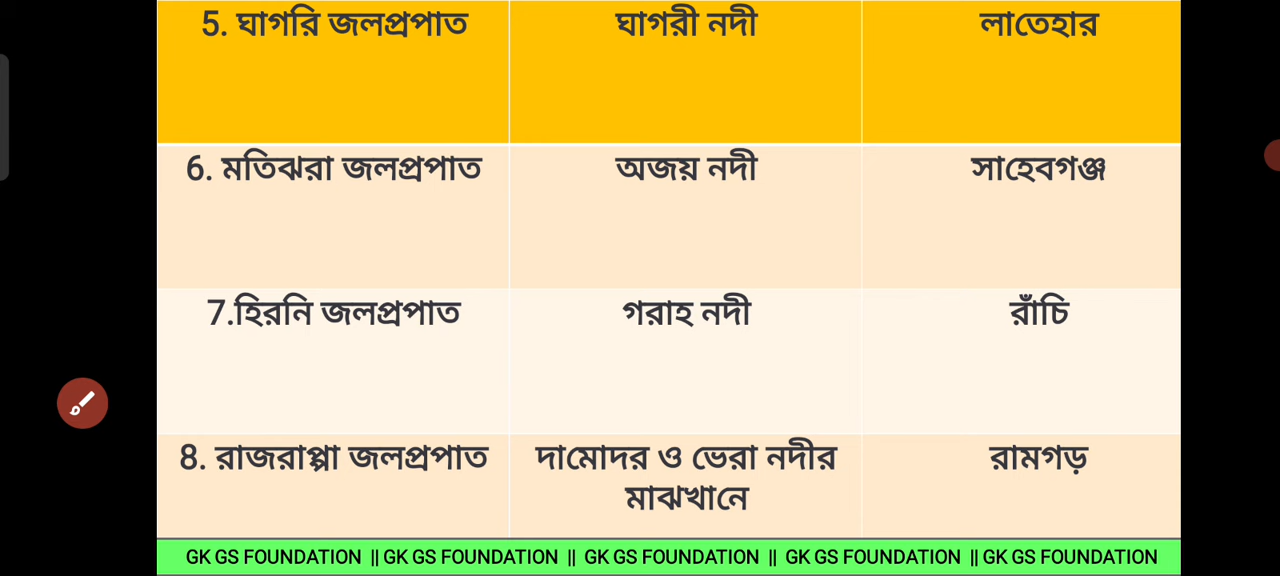 5. ঘাগরি জলপ্রপাত ঘাগরী নদী লাতেহার
6. মতিঝরা জলপ্রপাত অজয় নদী সাহেবগঞ্জ
7.হিরনি জলপ্রপাত গরাহ নদী রাঁচি
8. রাজরাপ্পা জলপ্রপাত দামোদর ও ভেরা নদীর রামগড়
মাঝখানে
GK GS FOUNDATION || GK GS FOUNDATION || GK GS FOUNDATION || GK GS FOUNDATION || GK GS FOUNDATION